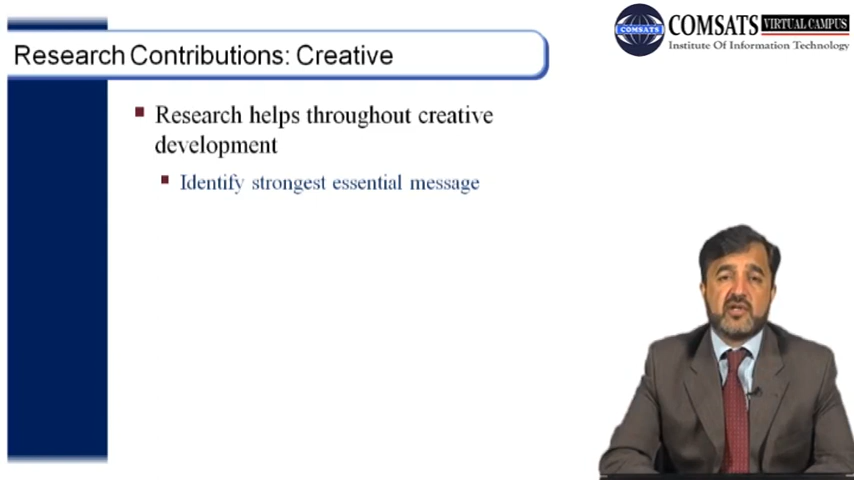 Research Contributions: Creative
COMSATS VIRTUAL CAMPUS
COMSATS
Institute Of Information Technology
Research helps throughout creative
development
Identify strongest essential message